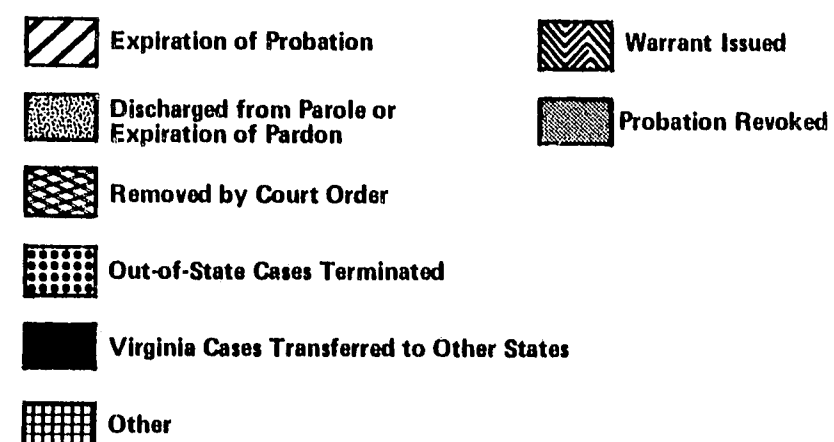 Expiration of Probation
Discharged from Parole or
Expiration of Pardon
Removed by Court Order
Out-of-State Cases Terminated
Virginia Cases Transferred to Other States
Other
Warrant Issued
Probation Revoked